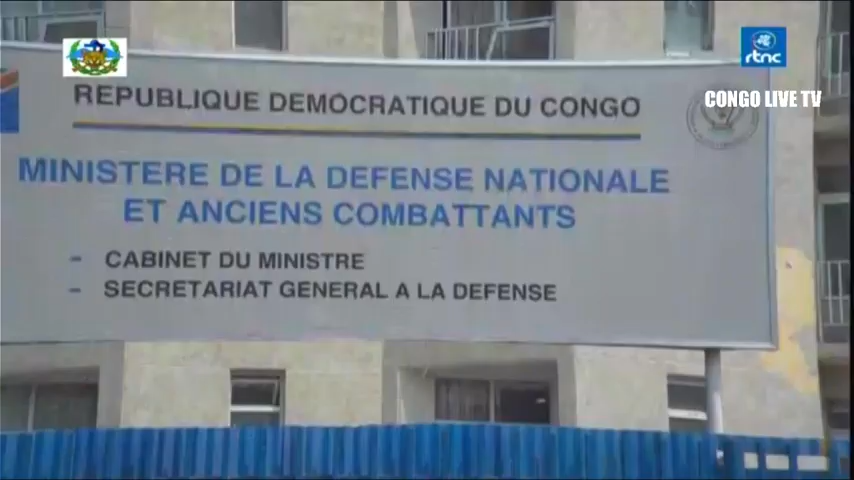 rtnc
CONGO LIVE TV
REPUBLIQUE DEMOCRATIQUE DU CONGO
MINISTERE DE LA DEFENSE NATIONALE
ET ANCIENS COMBATTANTS
- CABINET DU MINISTRE
- SECRETARIAT GENERAL A LA DEFENSE